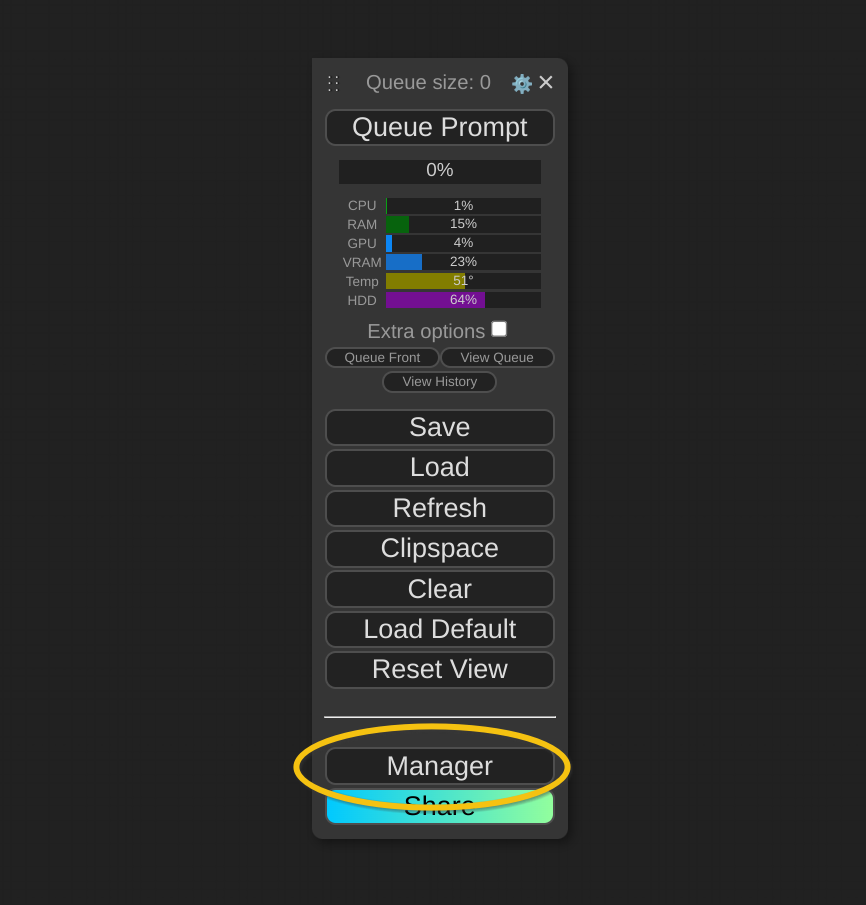 Queue size: 0 ⚙️ ✕
Queue Prompt
0%
CPU 1%
RAM 15%
GPU 4%
VRAM 23%
Temp 51°
HDD 64%
Extra options
Queue Front View Queue
View History
Save
Load
Refresh
Clipspace
Clear
Load Default
Reset View
Manager
Share